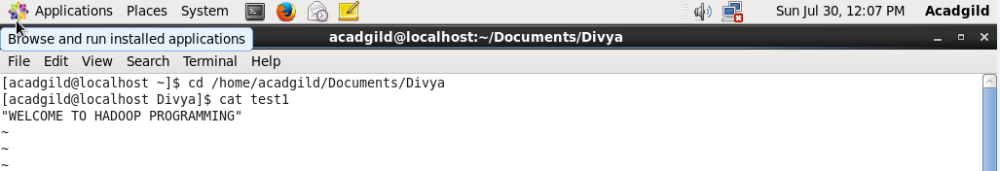 Applications Places System Sun Jul 30, 12:07 PM Acadgild
Browse and run installed applications
acadgild@localhost:~/Documents/Divya
File Edit View Search Terminal Help
[acadgild@localhost ~]$ cd /home/acadgild/Documents/Divya
[acadgild@localhost Divya]$ cat test1
"WELCOME TO HADOOP PROGRAMMING"
~
~
~